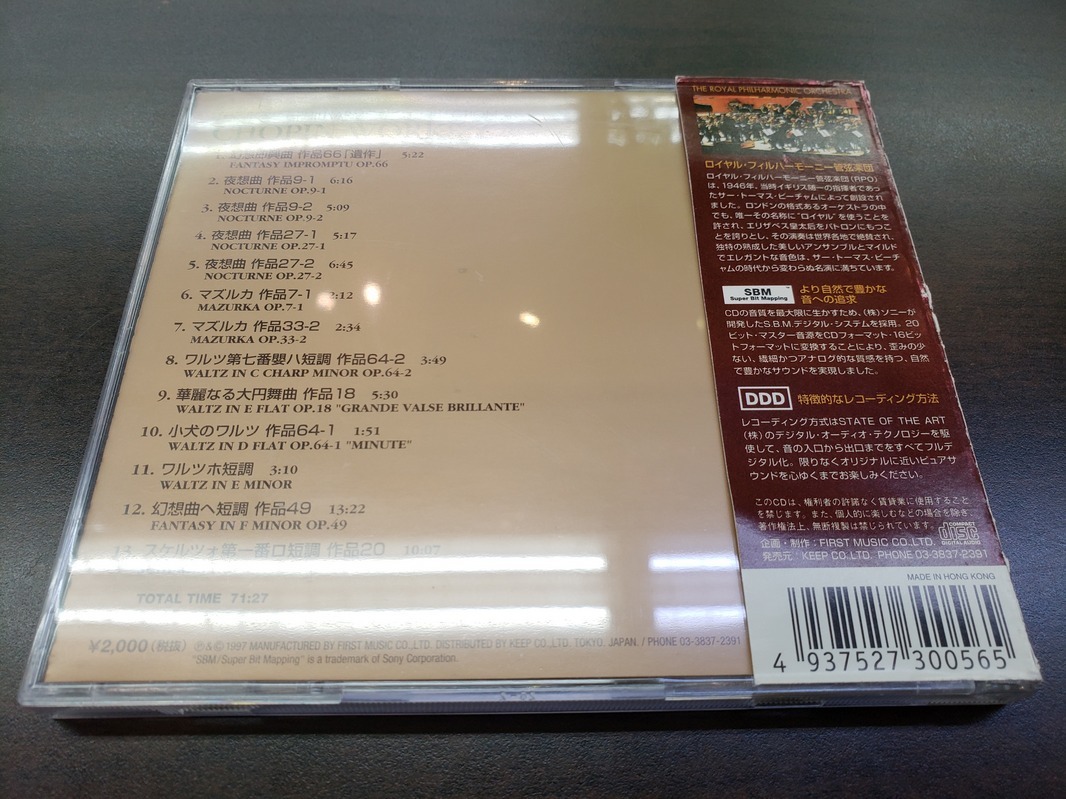 CHOPIN WORKS
1. 幻想即興曲 作品66「遺作」 5:22
FANTASY IMPROMPTU OP.66
2. 夜想曲 作品9-1 6:16
NOCTURNE OP.9-1
3. 夜想曲 作品9-2 5:09
NOCTURNE OP.9-2
4. 夜想曲 作品27-1 5:17
NOCTURNE OP.27-1
5. 夜想曲 作品27-2 6:45
NOCTURNE OP.27-2
6. マズルカ 作品7-1 2:12
MAZURKA OP.7-1
7. マズルカ 作品33-2 2:34
MAZURKA OP.33-2
8. ワルツ第七番嬰ハ短調 作品64-2 3:49
WALTZ IN C CHARP MINOR OP.64-2
9. 華麗なる大円舞曲 作品18 5:30
WALTZ IN E FLAT OP.18 "GRANDE VALSE BRILLANTE"
10. 小犬のワルツ 作品64-1 1:51
WALTZ IN D FLAT OP.64-1 "MINUTE"
11. ワルツホ短調 3:10
WALTZ IN E MINOR
12. 幻想曲ヘ短調 作品49 13:22
FANTASY IN F MINOR OP.49
13. スケルツォ第一番ロ短調 作品20 10:07
TOTAL TIME 71:27
¥2,000(税抜) Ⓟ&©1997 MANUFACTURED BY FIRST MUSIC CO.,LTD. DISTRIBUTED BY KEEP CO.,LTD. TOKYO. JAPAN. / PHONE 03-3837-2391
"SBM/Super Bit Mapping" is a trademark of Sony Corporation.
THE ROYAL PHILHARMONIC ORCHESTRA
ロイヤル・フィルハーモーニー管弦楽団
ロイヤル・フィルハーモーニー管弦楽団(RPO)
は、1946年、当時イギリス随一の指揮者であっ
たサー・トーマス・ビーチャムによって創設され
ました。ロンドンの格式あるオーケストラの中
でも、唯一その名称に"ロイヤル"を使うことを
許され、エリザベス皇太后をパトロンにもつこ
とを誇りとし、その演奏は世界各地で絶賛され、
独特の熟成した美しいアンサンブルとマイルド
でエレガントな音色は、サー・トーマス・ビーチ
ャムの時代から変わらぬ名演に満ちています。
SBM
Super Bit Mapping
より自然で豊かな
音への追求
CDの音質を最大限に生かすため、(株)ソニーが
開発したS.B.M.デジタル・システムを採用。20
ビット・マスター音源をCDフォーマット・16ビッ
トフォーマットに変換することにより、歪みの少
ない、繊細かつアナログ的な質感を持つ、自然
で豊かなサウンドを実現しました。
DDD 特徴的なレコーディング方法
レコーディング方式はSTATE OF THE ART
(株)のデジタル・オーディオ・テクノロジーを駆
使して、音の入口から出口までをすべてフルデ
ジタル化。限りなくオリジナルに近いピュアサ
ウンドを心ゆくまでお楽しみください。
このCDは、権利者の許諾なく賃貸業に使用すること
を禁じます。また、個人的に楽しむなどの場合を除き、
著作権法上、無断複製は禁じられています。
COMPACT
disc
DIGITAL AUDIO
企画・制作:FIRST MUSIC CO.LTD.
発売元 KEEP CO.LTD. PHONE 03-3837-2391
MADE IN HONG KONG
4 937527 300565